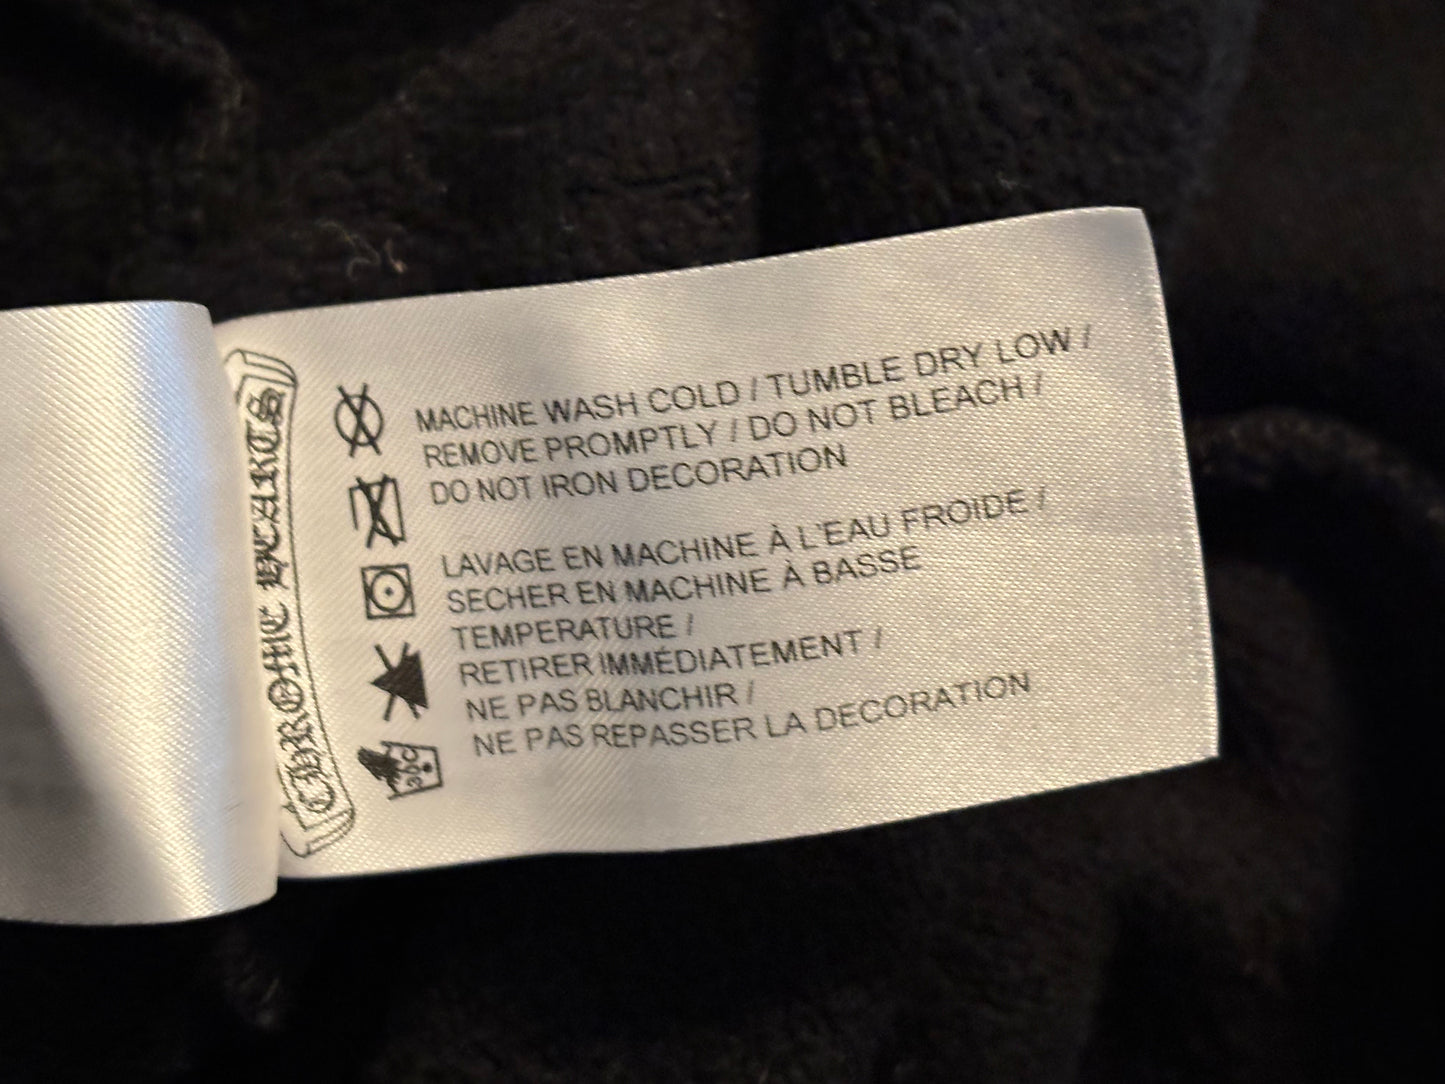 CHROME HEARTS
MACHINE WASH COLD / TUMBLE DRY LOW /
REMOVE PROMPTLY / DO NOT BLEACH /
DO NOT IRON DECORATION
LAVAGE EN MACHINE À L'EAU FROIDE /
SECHER EN MACHINE À BASSE
TEMPERATURE /
RETIRER IMMÉDIATEMENT /
NE PAS BLANCHIR /
NE PAS REPASSER LA DECORATION
30C